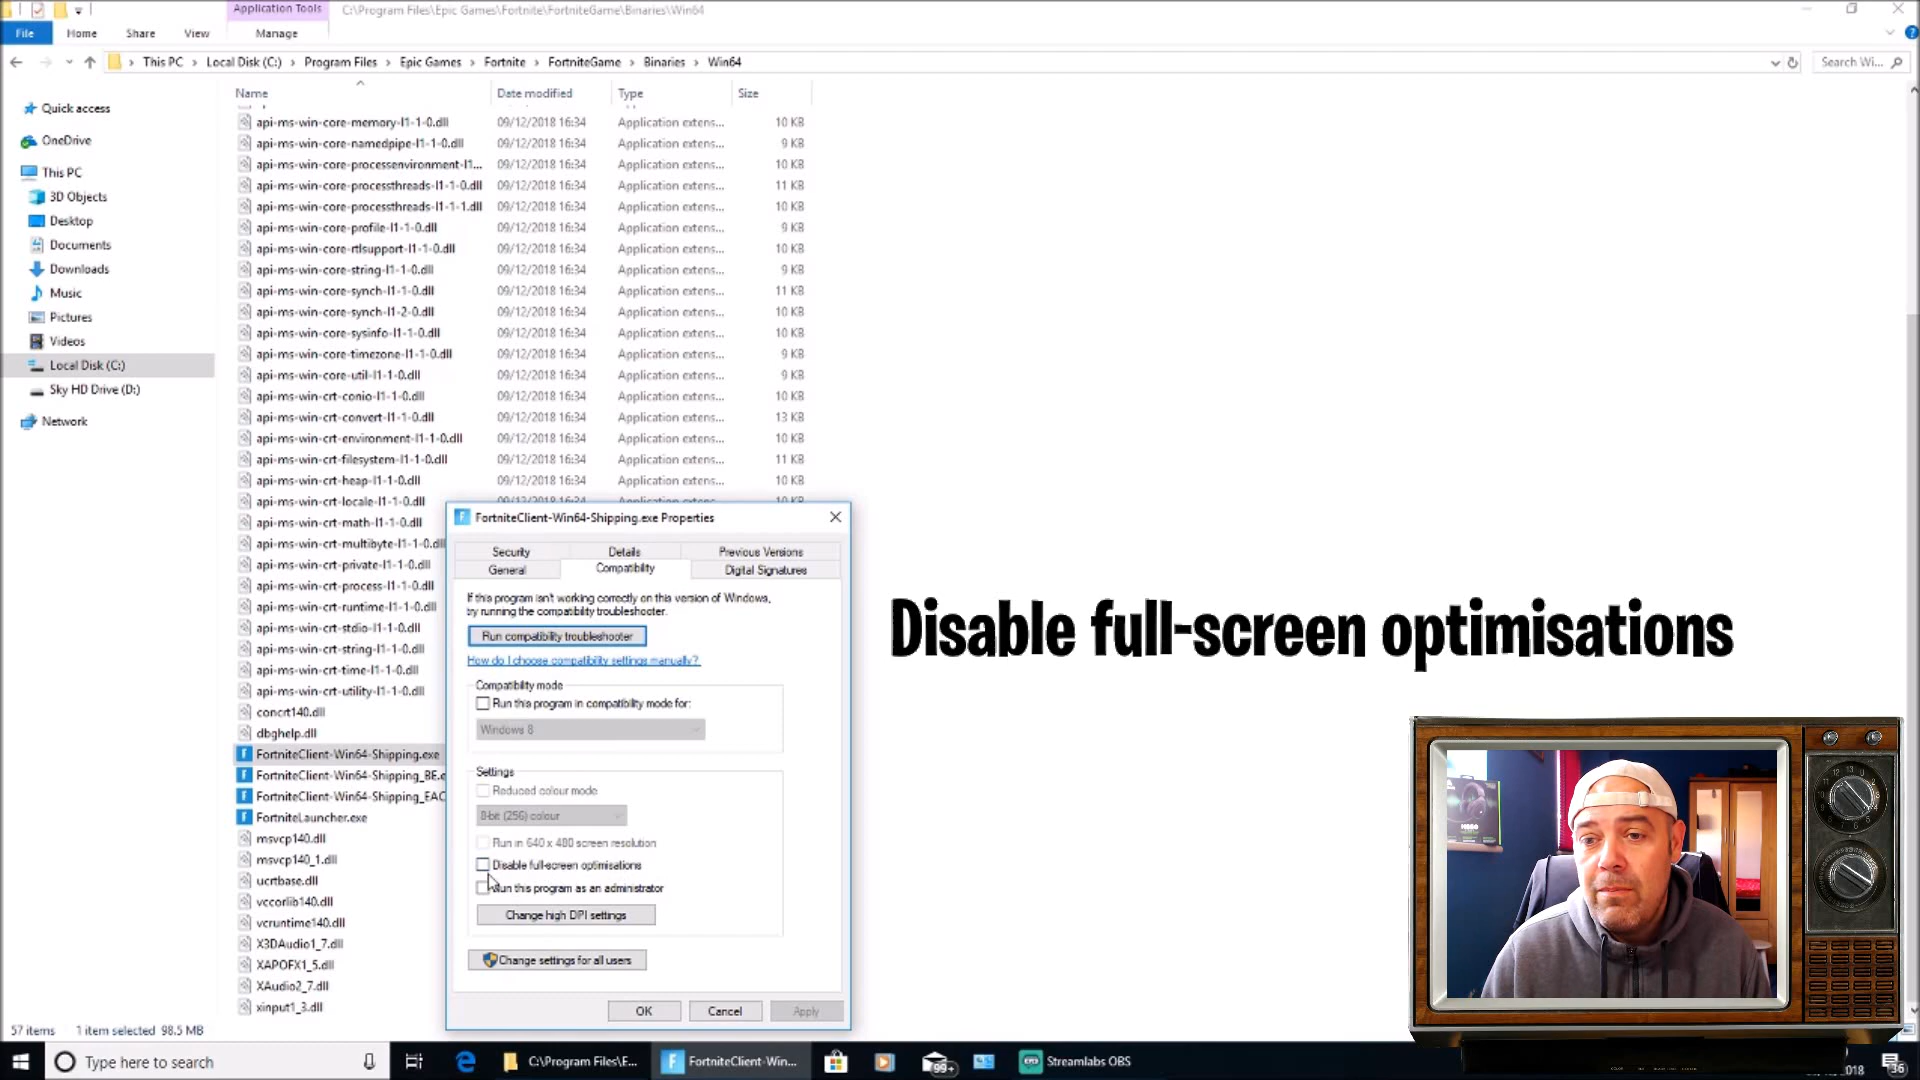 Application Tools
C:\Program Files\Epic Games\Fortnite\FortniteGame\Binaries\Win64
File
Home
Share
View
Manage
This PC
Local Disk (C:)
Program Files
Epic Games
Fortnite
FortniteGame
Binaries
Win64
Search Wi...
Name
Date modified
Type
Size
Quick access
OneDrive
This PC
3D Objects
Desktop
Documents
Downloads
Music
Pictures
Videos
Local Disk (C:)
Sky HD Drive (D:)
Network
api-ms-win-core-memory-l1-1-0.dll 09/12/2018 16:34 Application extens... 10 KB
api-ms-win-core-namedpipe-l1-1-0.dll 09/12/2018 16:34 Application extens... 9 KB
api-ms-win-core-processenvironment-l1... 09/12/2018 16:34 Application extens... 10 KB
api-ms-win-core-processthreads-l1-1-0.dll 09/12/2018 16:34 Application extens... 11 KB
api-ms-win-core-processthreads-l1-1-1.dll 09/12/2018 16:34 Application extens... 10 KB
api-ms-win-core-profile-l1-1-0.dll 09/12/2018 16:34 Application extens... 9 KB
api-ms-win-core-rtlsupport-l1-1-0.dll 09/12/2018 16:34 Application extens... 10 KB
api-ms-win-core-string-l1-1-0.dll 09/12/2018 16:34 Application extens... 9 KB
api-ms-win-core-synch-l1-1-0.dll 09/12/2018 16:34 Application extens... 11 KB
api-ms-win-core-synch-l1-2-0.dll 09/12/2018 16:34 Application extens... 10 KB
api-ms-win-core-sysinfo-l1-1-0.dll 09/12/2018 16:34 Application extens... 10 KB
api-ms-win-core-timezone-l1-1-0.dll 09/12/2018 16:34 Application extens... 9 KB
api-ms-win-core-util-l1-1-0.dll 09/12/2018 16:34 Application extens... 9 KB
api-ms-win-crt-conio-l1-1-0.dll 09/12/2018 16:34 Application extens... 10 KB
api-ms-win-crt-convert-l1-1-0.dll 09/12/2018 16:34 Application extens... 13 KB
api-ms-win-crt-environment-l1-1-0.dll 09/12/2018 16:34 Application extens... 10 KB
api-ms-win-crt-filesystem-l1-1-0.dll 09/12/2018 16:34 Application extens... 11 KB
api-ms-win-crt-heap-l1-1-0.dll 09/12/2018 16:34 Application extens... 10 KB
api-ms-win-crt-locale-l1-1-0.dll 09/12/2018 16:34 Application extens... 10 KB
api-ms-win-crt-math-l1-1-0.dll
api-ms-win-crt-multibyte-l1-1-0.dll
api-ms-win-crt-private-l1-1-0.dll
api-ms-win-crt-process-l1-1-0.dll
api-ms-win-crt-runtime-l1-1-0.dll
api-ms-win-crt-stdio-l1-1-0.dll
api-ms-win-crt-string-l1-1-0.dll
api-ms-win-crt-time-l1-1-0.dll
api-ms-win-crt-utility-l1-1-0.dll
concrt140.dll
dbghelp.dll
FortniteClient-Win64-Shipping.exe
FortniteClient-Win64-Shipping_BE.e
FortniteClient-Win64-Shipping_EAC
FortniteLauncher.exe
msvcp140.dll
msvcp140_1.dll
ucrtbase.dll
vccorlib140.dll
vcruntime140.dll
X3DAudio1_7.dll
XAPOFX1_5.dll
XAudio2_7.dll
xinput1_3.dll
FortniteClient-Win64-Shipping.exe Properties
Security
Details
Previous Versions
General
Compatibility
Digital Signatures
If this program isn't working correctly on this version of Windows,
try running the compatibility troubleshooter.
Run compatibility troubleshooter
How do I choose compatibility settings manually?
Compatibility mode
Run this program in compatibility mode for:
Windows 8
Settings
Reduced colour mode
8-bit (256) colour
Run in 640 x 480 screen resolution
Disable full-screen optimisations
Run this program as an administrator
Change high DPI settings
Change settings for all users
OK
Cancel
Apply
Disable full-screen optimisations
57 items
1 item selected 98.5 MB
Type here to search
C:\Program Files\E...
FortniteClient-Win...
99+
Streamlabs OBS
2018
36